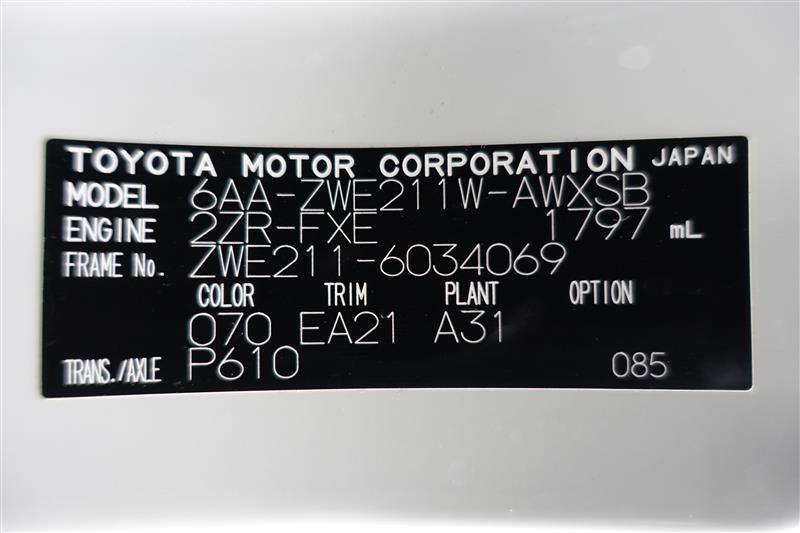 TOYOTA MOTOR CORPORATION JAPAN
MODEL 6AA-ZWE211W-AWXSB
ENGINE 2ZR-FXE 1797 mL
FRAME No. ZWE211-6034069
COLOR TRIM PLANT OPTION
070 EA21 A31
TRANS./AXLE P610 085